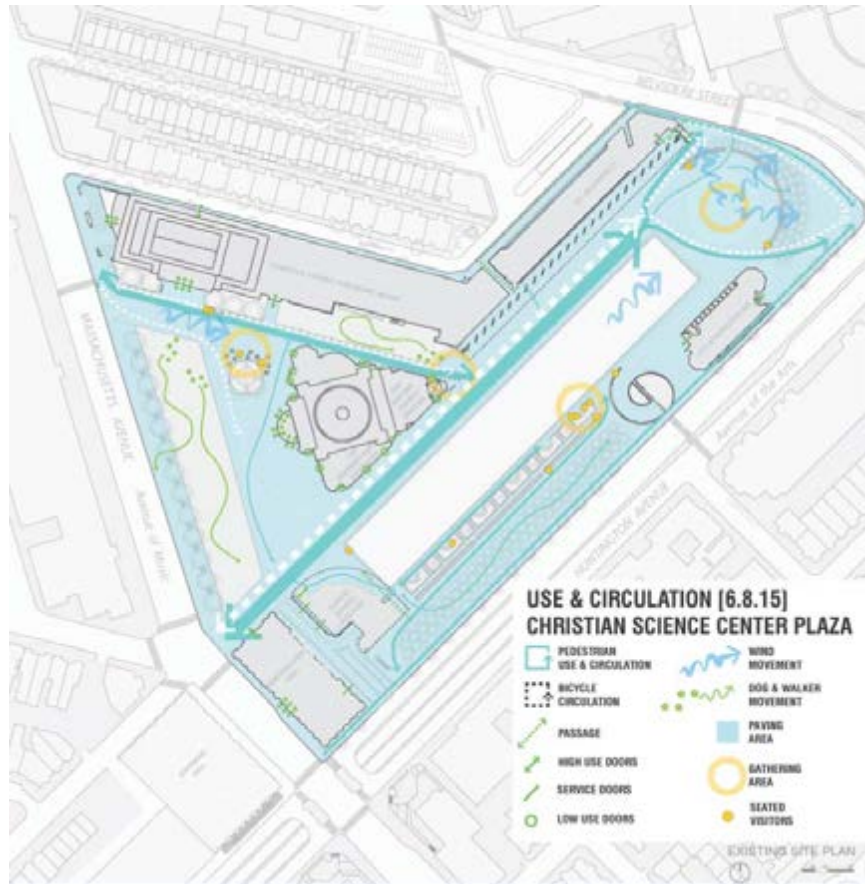 BELVIDERE STREET
MASSACHUSETTS AVENUE
Avenue of Music
Avenue of the Arts
HUNTINGTON AVENUE
USE & CIRCULATION [6.8.15]
CHRISTIAN SCIENCE CENTER PLAZA
PEDESTRIAN
USE & CIRCULATION
WIND
MOVEMENT
BICYCLE
CIRCULATION
DOG & WALKER
MOVEMENT
PASSAGE
PAVING
AREA
HIGH USE DOORS
GATHERING
AREA
SERVICE DOORS
LOW USE DOORS
SEATED
VISITORS
EXISTING SITE PLAN